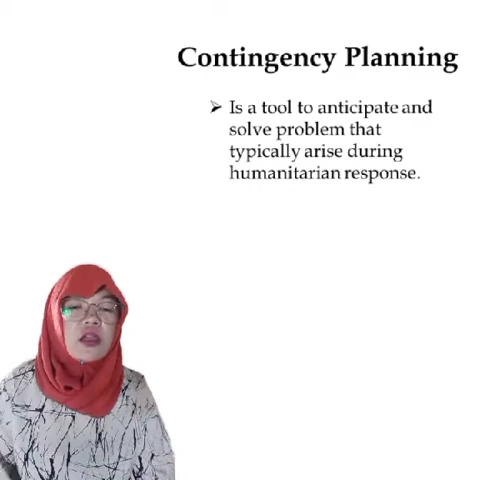 Contingency Planning
➢ Is a tool to anticipate and
solve problem that
typically arise during
humanitarian response.